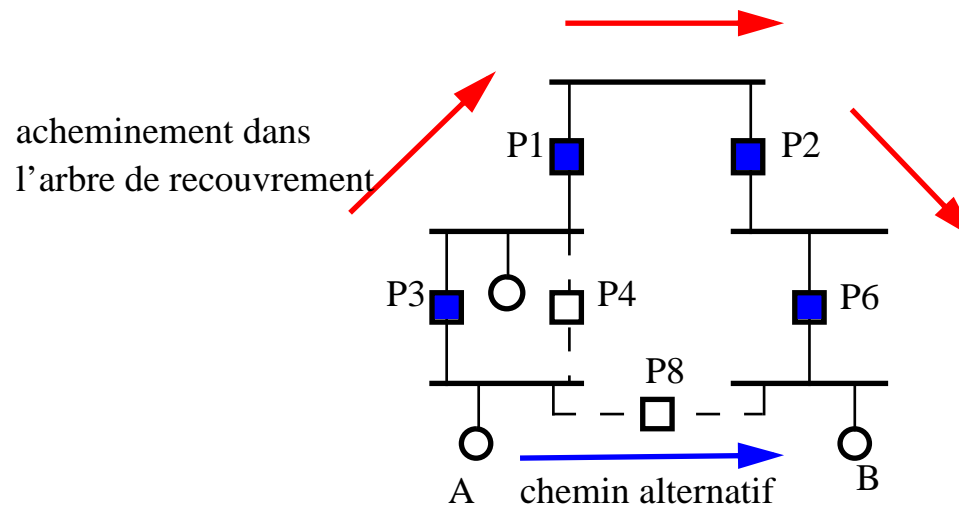 acheminement dans
l'arbre de recouvrement
P1
P2
P3
P4
P6
P8
A
chemin alternatif
B